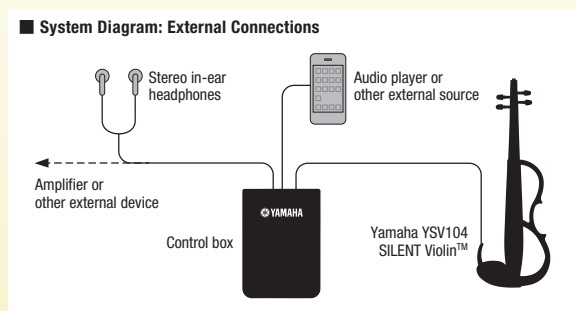 ■ System Diagram: External Connections
Stereo in-ear
headphones
Audio player or
other external source
Amplifier or
other external device
YAMAHA
Control box
Yamaha YSV104
SILENT Violin™